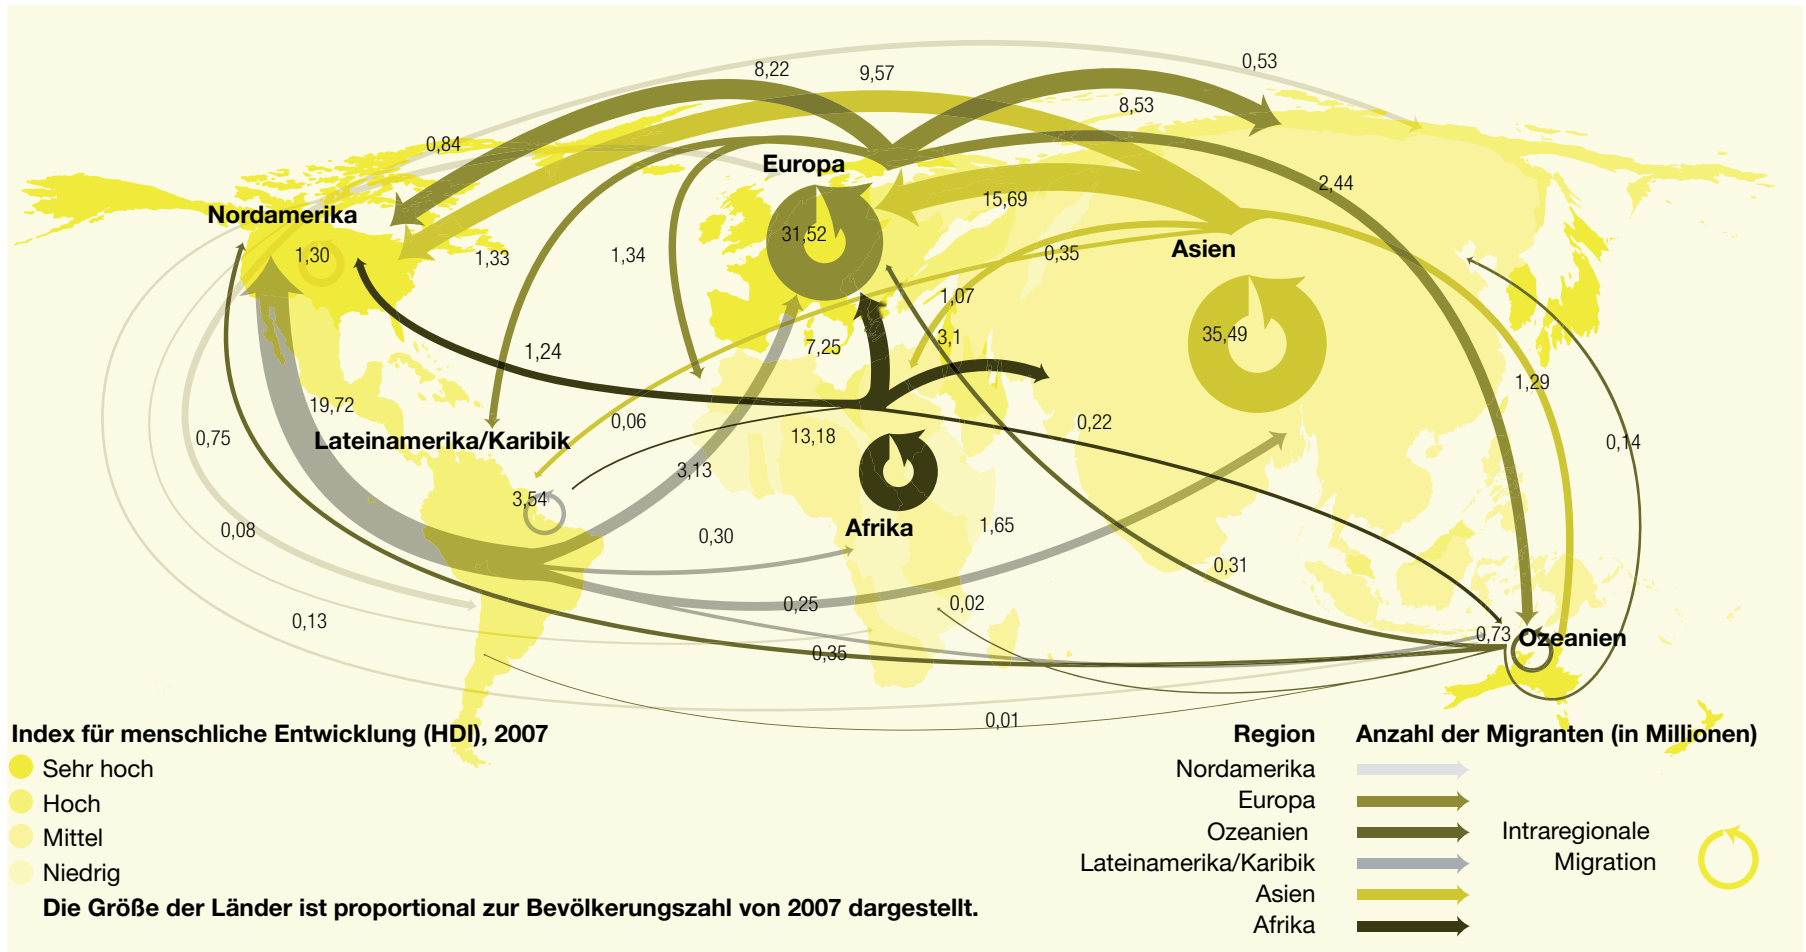 8,22
9,57
0,53
8,53
0,84
Europa
2,44
15,69
Nordamerika
31,52
1,30
1,33
1,34
0,35
Asien
1,07
3,1
7,25
35,49
1,24
1,29
19,72
0,06
0,22
13,18
0,75
Lateinamerika/Karibik
0,14
3,13
3,54
0,08
0,30
Afrika
1,65
0,31
0,25
0,02
0,13
0,73
Ozeanien
0,35
0,01
Index für menschliche Entwicklung (HDI), 2007
Sehr hoch
Hoch
Mittel
Niedrig
Die Größe der Länder ist proportional zur Bevölkerungszahl von 2007 dargestellt.
Region Anzahl der Migranten (in Millionen)
Nordamerika
Europa
Ozeanien
Lateinamerika/Karibik
Asien
Afrika
Intraregionale
Migration